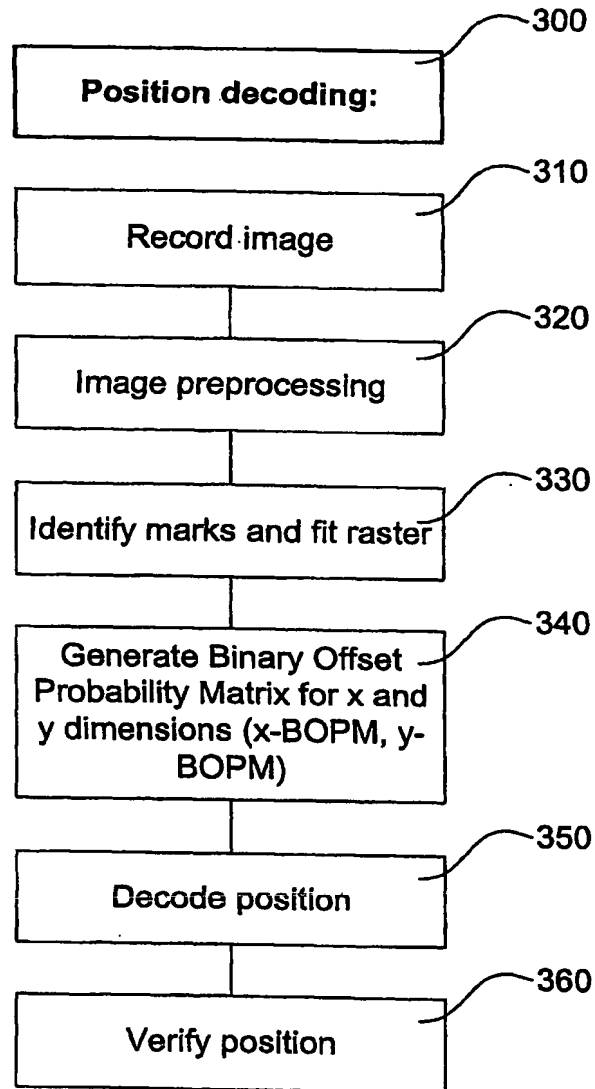 300
Position decoding:
310
Record image
320
Image preprocessing
330
Identify marks and fit raster
340
Generate Binary Offset
Probability Matrix for x and
y dimensions (x-BOPM, y-
BOPM)
350
Decode position
360
Verify position